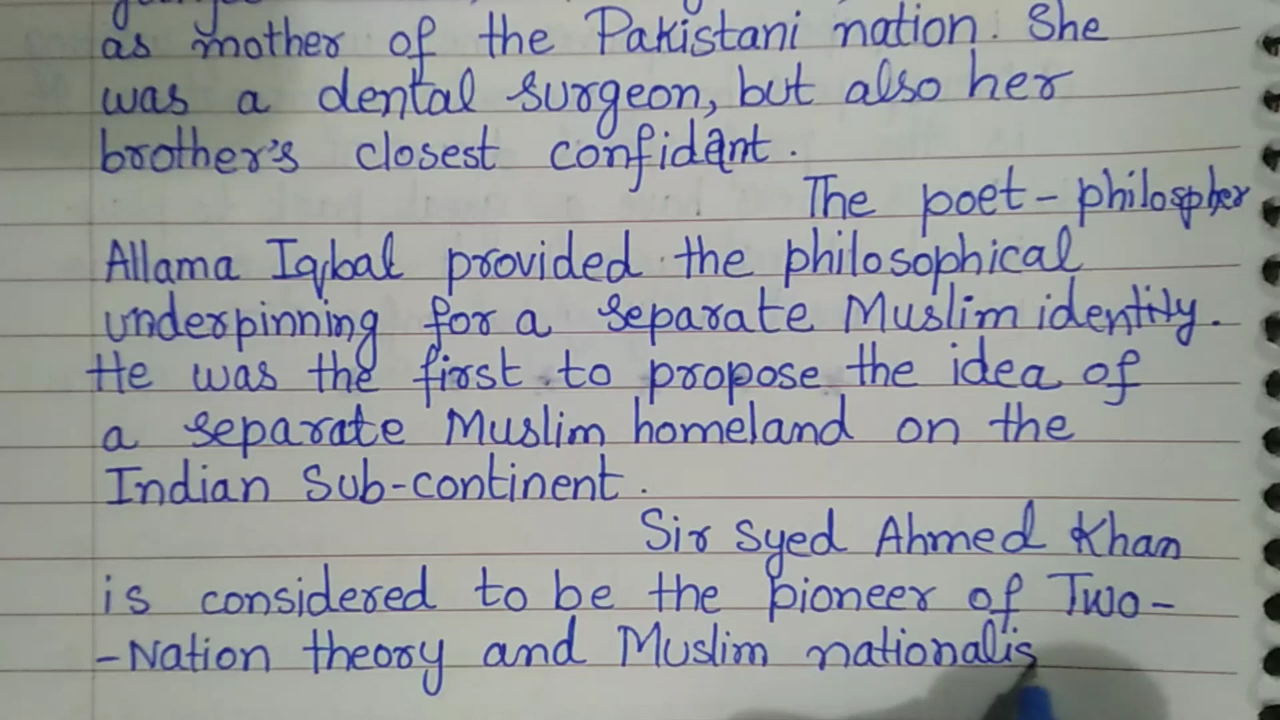 as mother of the Pakistani nation. She
was a dental surgeon, but also her
brother's closest confidant.
The poet-philospher
Allama Iqbal provided the philosophical
underpinning for a separate Muslim identity.
He was the first to propose the idea of
a separate Muslim homeland on the
Indian Sub-continent.
Sir Syed Ahmed Khan
is considered to be the pioneer of Two-
-Nation theory and Muslim nationalis